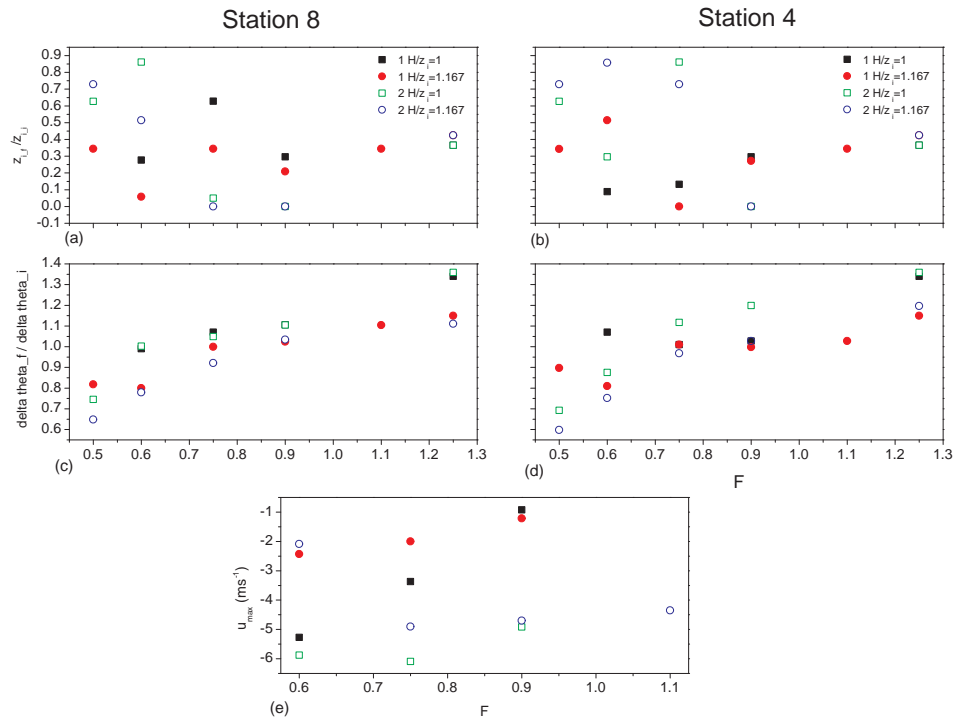 Station 8
Station 4
0.9
0.8
0.7
0.6
0.5
0.4
0.3
0.2
0.1
0.0
-0.1
z_i_f /z_i_i
1 H/z_i=1
1 H/z_i=1.167
2 H/z_i=1
2 H/z_i=1.167
(a)
1 H/z_i=1
1 H/z_i=1.167
2 H/z_i=1
2 H/z_i=1.167
(b)
1.4
1.3
1.2
1.1
1.0
0.9
0.8
0.7
0.6
delta theta_f / delta theta_i
0.5 0.6 0.7 0.8 0.9 1.0 1.1 1.2 1.3
(c)
0.5 0.6 0.7 0.8 0.9 1.0 1.1 1.2 1.3
(d)
F
-1
-2
-3
-4
-5
-6
u_max (ms⁻¹)
0.6 0.7 0.8 0.9 1.0 1.1
(e)
F